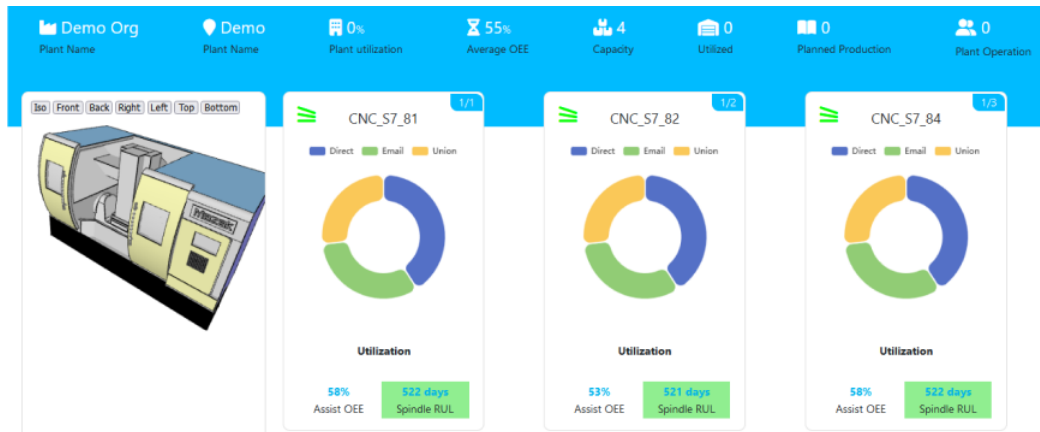 Demo Org
Plant Name
Demo
Plant Name
0%
Plant utilization
55%
Average OEE
4
Capacity
0
Utilized
0
Planned Production
0
Plant Operation
Iso Front Back Right Left Top Bottom
Mazak
1/1
CNC_S7_81
Direct Email Union
Utilization
58%
Assist OEE
522 days
Spindle RUL
1/2
CNC_S7_82
Direct Email Union
Utilization
53%
Assist OEE
521 days
Spindle RUL
1/3
CNC_S7_84
Direct Email Union
Utilization
58%
Assist OEE
522 days
Spindle RUL